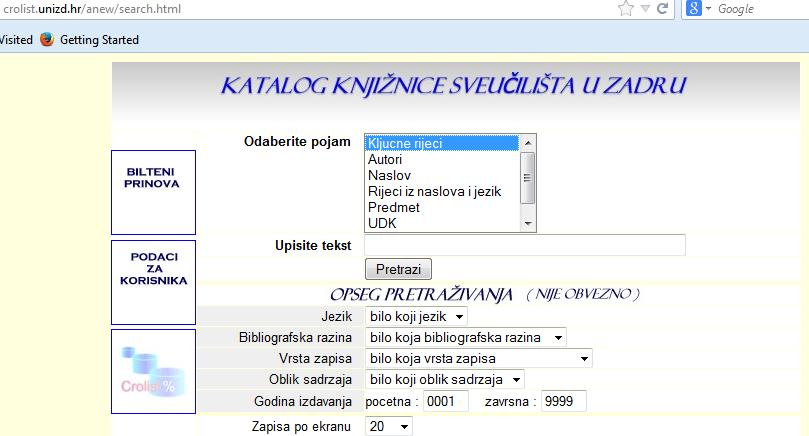 crolist.unizd.hr/anew/search.html
Google
Visited
Getting Started
KATALOG KNJIŽNICE SVEUČILIŠTA U ZADRU
Odaberite pojam
Kljucne rijeci
Autori
Naslov
Rijeci iz naslova i jezik
Predmet
UDK
BILTENI
PRINOVA
Upisite tekst
Pretrazi
PODACI
ZA
KORISNIKA
OPSEG PRETRAŽIVANJA ( NIJE OBVEZNO )
Jezik bilo koji jezik
Bibliografska razina bilo koja bibliografska razina
Vrsta zapisa bilo koja vrsta zapisa
Oblik sadrzaja bilo koji oblik sadrzaja
Crolist%
Godina izdavanja pocetna : 0001 zavrsna : 9999
Zapisa po ekranu 20